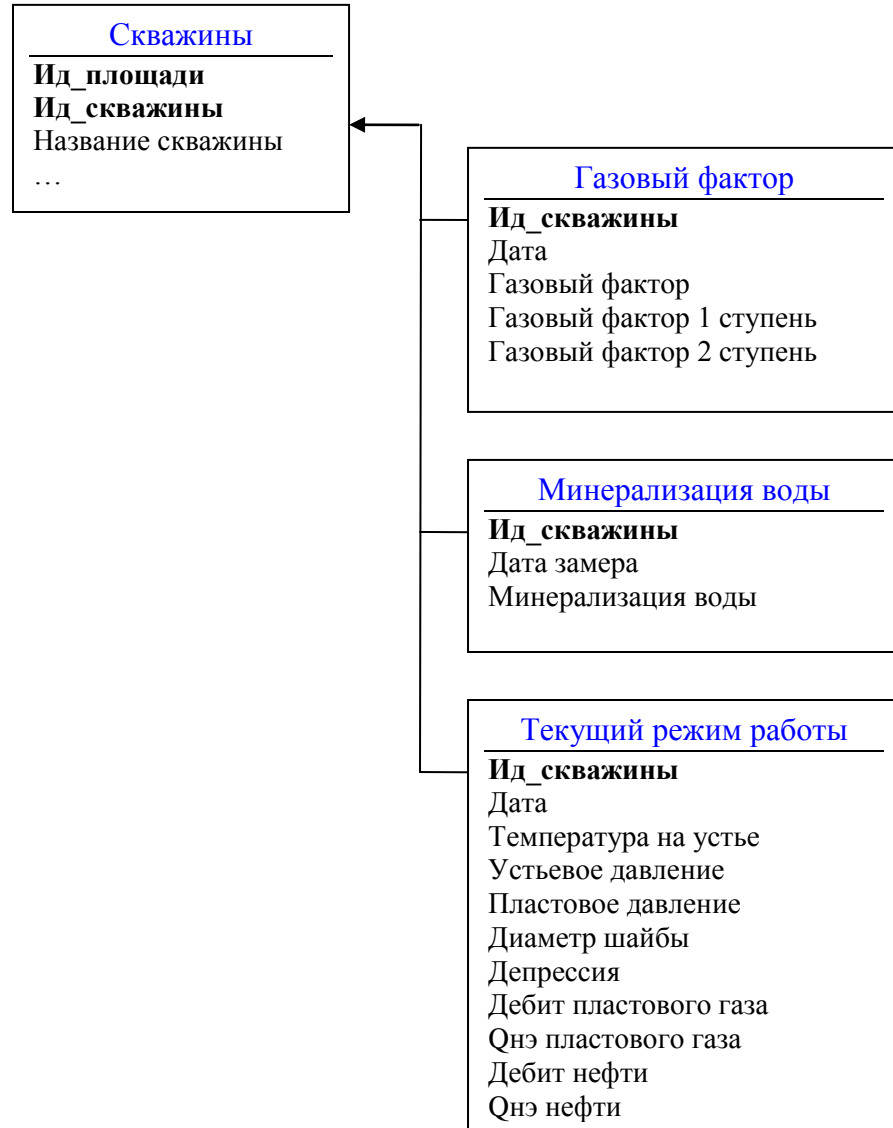 Скважины
Ид_площади
Ид_скважины
Название скважины
…
Газовый фактор
Ид_скважины
Дата
Газовый фактор
Газовый фактор 1 ступень
Газовый фактор 2 ступень
Минерализация воды
Ид_скважины
Дата замера
Минерализация воды
Текущий режим работы
Ид_скважины
Дата
Температура на устье
Устьевое давление
Пластовое давление
Диаметр шайбы
Депрессия
Дебит пластового газа
Qнэ пластового газа
Дебит нефти
Qнэ нефти